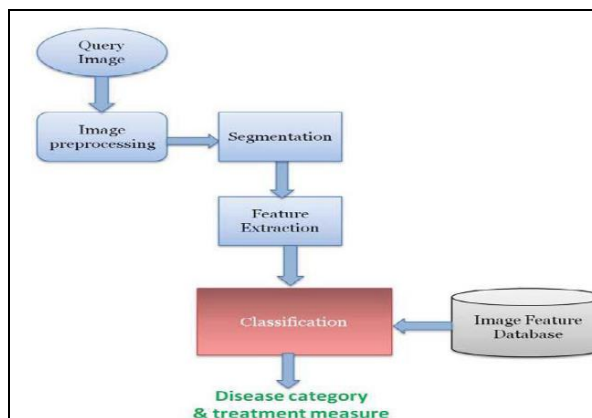 Query
Image
Image
preprocessing
Segmentation
Feature
Extraction
Classification
Image Feature
Database
Disease category
& treatment measure